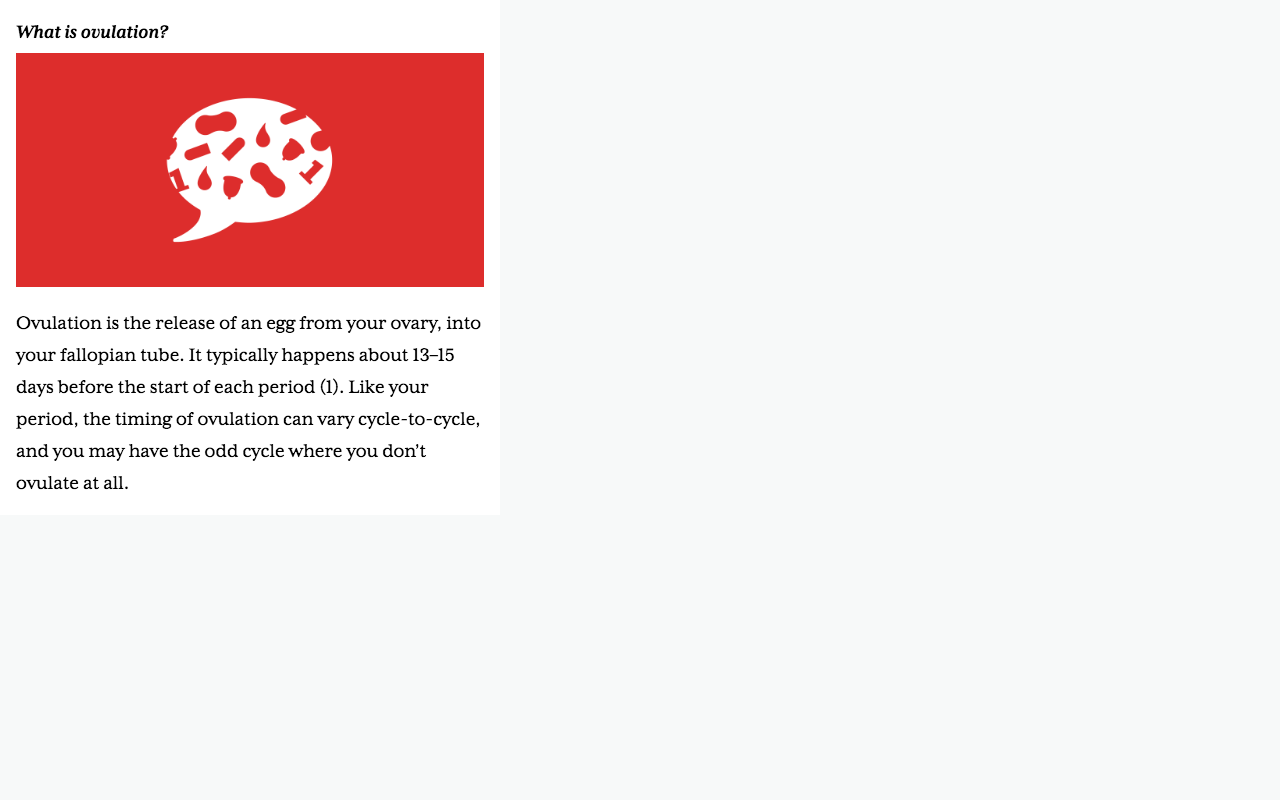 What is ovulation?
1
1
Ovulation is the release of an egg from your ovary, into
your fallopian tube. It typically happens about 13–15
days before the start of each period (1). Like your
period, the timing of ovulation can vary cycle-to-cycle,
and you may have the odd cycle where you don’t
ovulate at all.